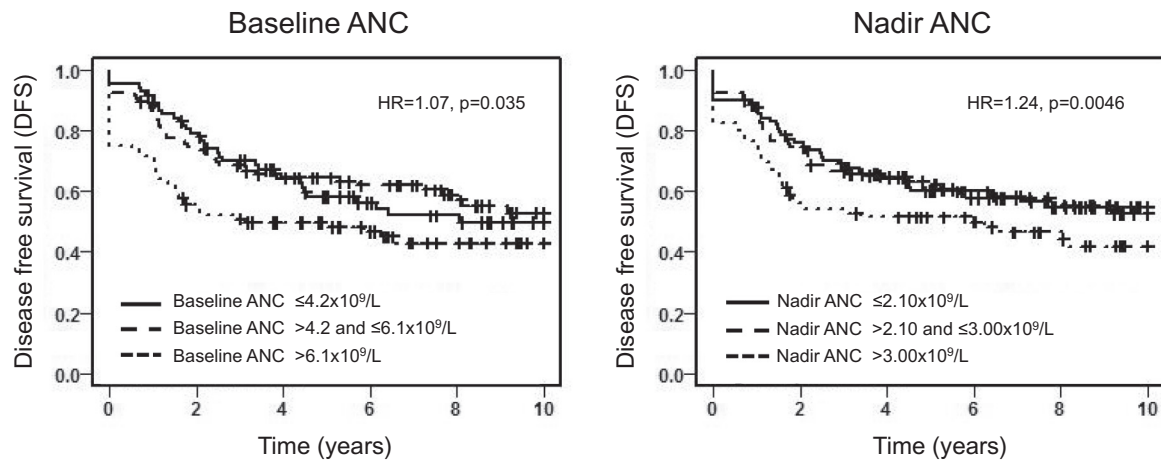 Baseline ANC
Disease free survival (DFS)
1.0
0.8
0.6
0.4
0.2
0.0
HR=1.07, p=0.035
Baseline ANC ≤4.2x10⁹/L
Baseline ANC >4.2 and ≤6.1x10⁹/L
Baseline ANC >6.1x10⁹/L
0 2 4 6 8 10
Time (years)
Nadir ANC
Disease free survival (DFS)
1.0
0.8
0.6
0.4
0.2
0.0
HR=1.24, p=0.0046
Nadir ANC ≤2.10x10⁹/L
Nadir ANC >2.10 and ≤3.00x10⁹/L
Nadir ANC >3.00x10⁹/L
0 2 4 6 8 10
Time (years)